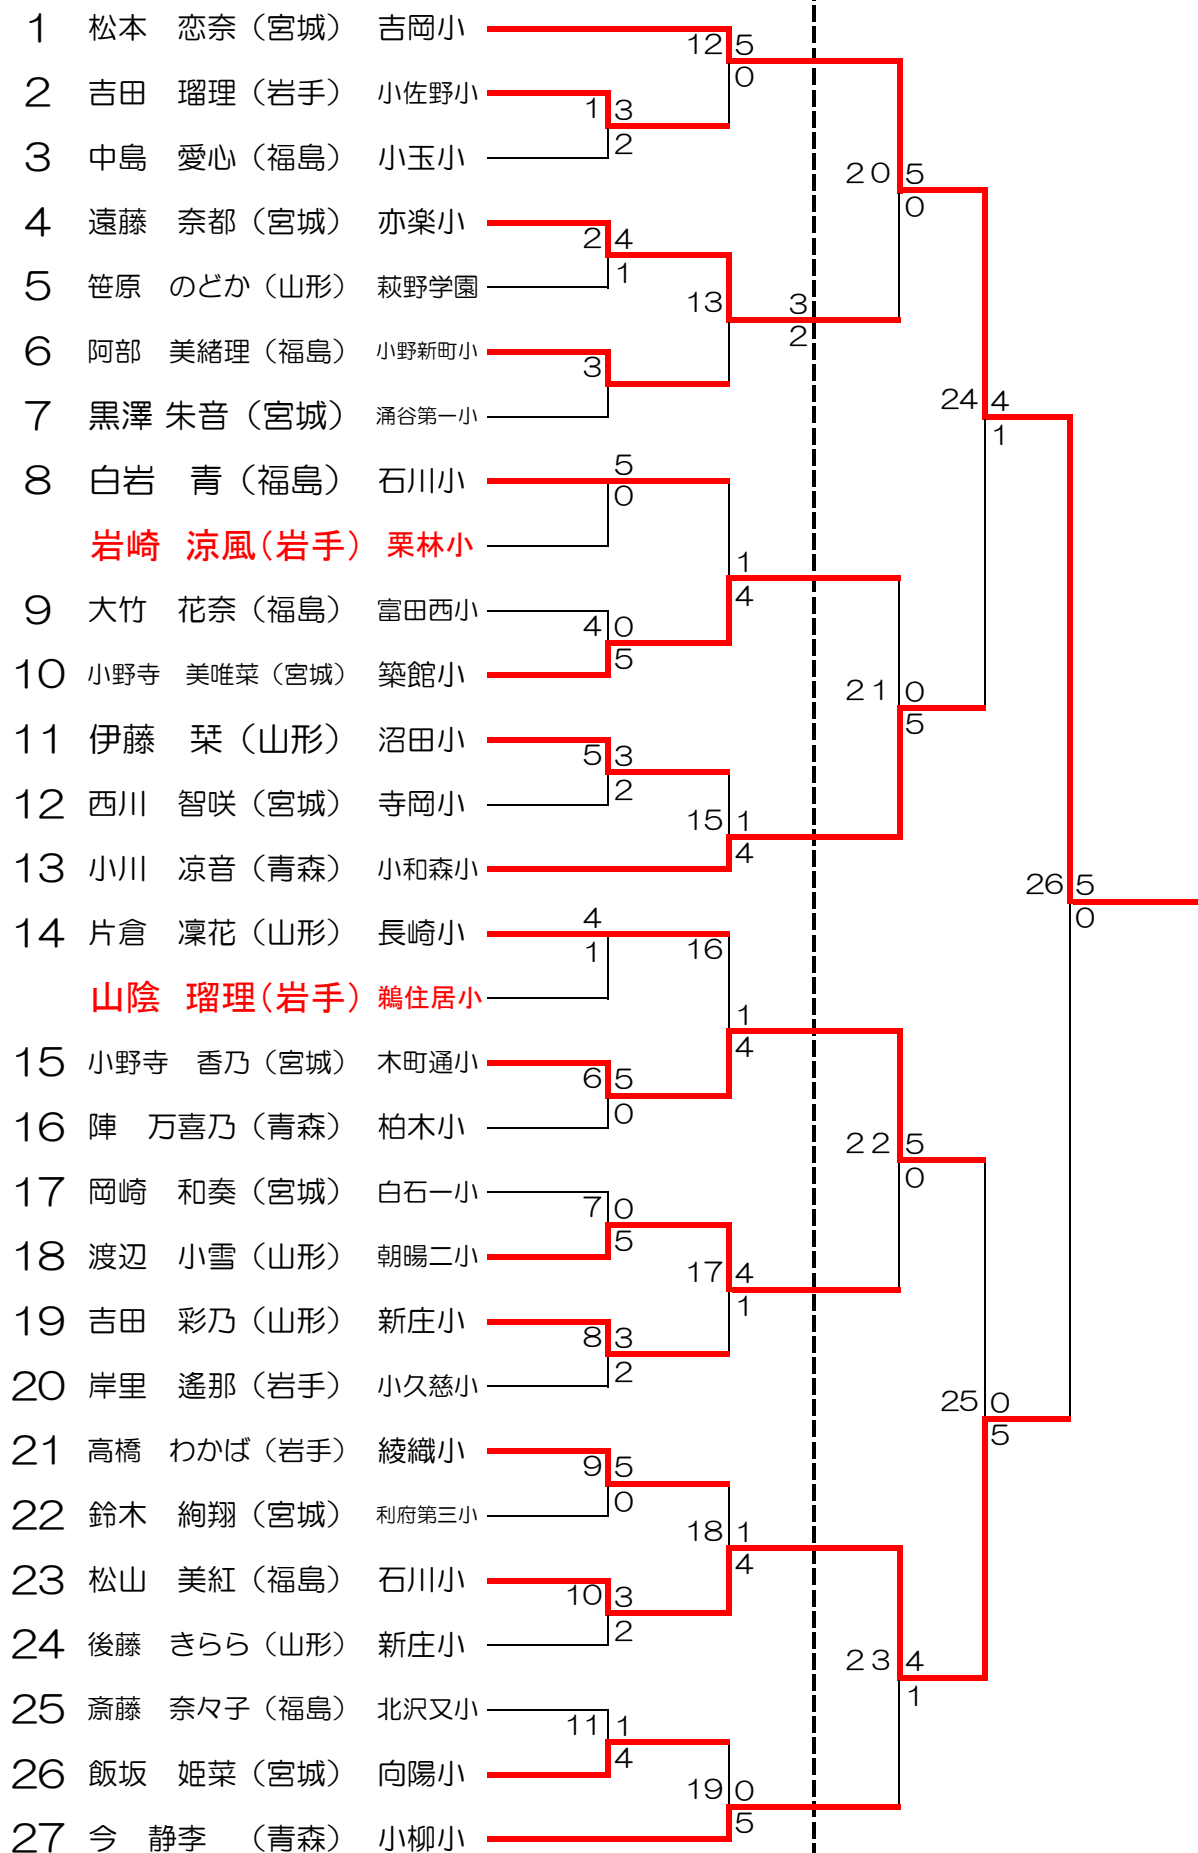 1 松本 恋奈（宮城） 吉岡小
12 5
0
2 吉田 瑠理（岩手） 小佐野小
1 3
2
3 中島 愛心（福島） 小玉小
20 5
0
4 遠藤 奈都（宮城） 亦楽小
2 4
1
5 笹原 のどか（山形） 萩野学園
13 3
2
6 阿部 美緒理（福島） 小野新町小
3
7 黒澤 朱音（宮城） 涌谷第一小
24 4
1
8 白岩 青（福島） 石川小
5
0
岩崎 涼風（岩手） 栗林小
1
4
9 大竹 花奈（福島） 富田西小
4 0
5
10 小野寺 美唯菜（宮城） 築館小
21 0
5
11 伊藤 栞（山形） 沼田小
5 3
2
12 西川 智咲（宮城） 寺岡小
15 1
4
13 小川 凉音（青森） 小和森小
26 5
0
14 片倉 凜花（山形） 長崎小
4
1
16
山陰 瑠理（岩手） 鵜住居小
1
4
15 小野寺 香乃（宮城） 木町通小
6 5
0
16 陣 万喜乃（青森） 柏木小
22 5
0
17 岡崎 和奏（宮城） 白石一小
7 0
5
18 渡辺 小雪（山形） 朝暘二小
17 4
1
19 吉田 彩乃（山形） 新庄小
8 3
2
20 岸里 遙那（岩手） 小久慈小
25 0
5
21 高橋 わかば（岩手） 綾織小
9 5
0
22 鈴木 絢翔（宮城） 利府第三小
18 1
4
23 松山 美紅（福島） 石川小
10 3
2
24 後藤 きらら（山形） 新庄小
23 4
1
25 斎藤 奈々子（福島） 北沢又小
11 1
4
26 飯坂 姫菜（宮城） 向陽小
19 0
5
27 今 静李 （青森） 小柳小